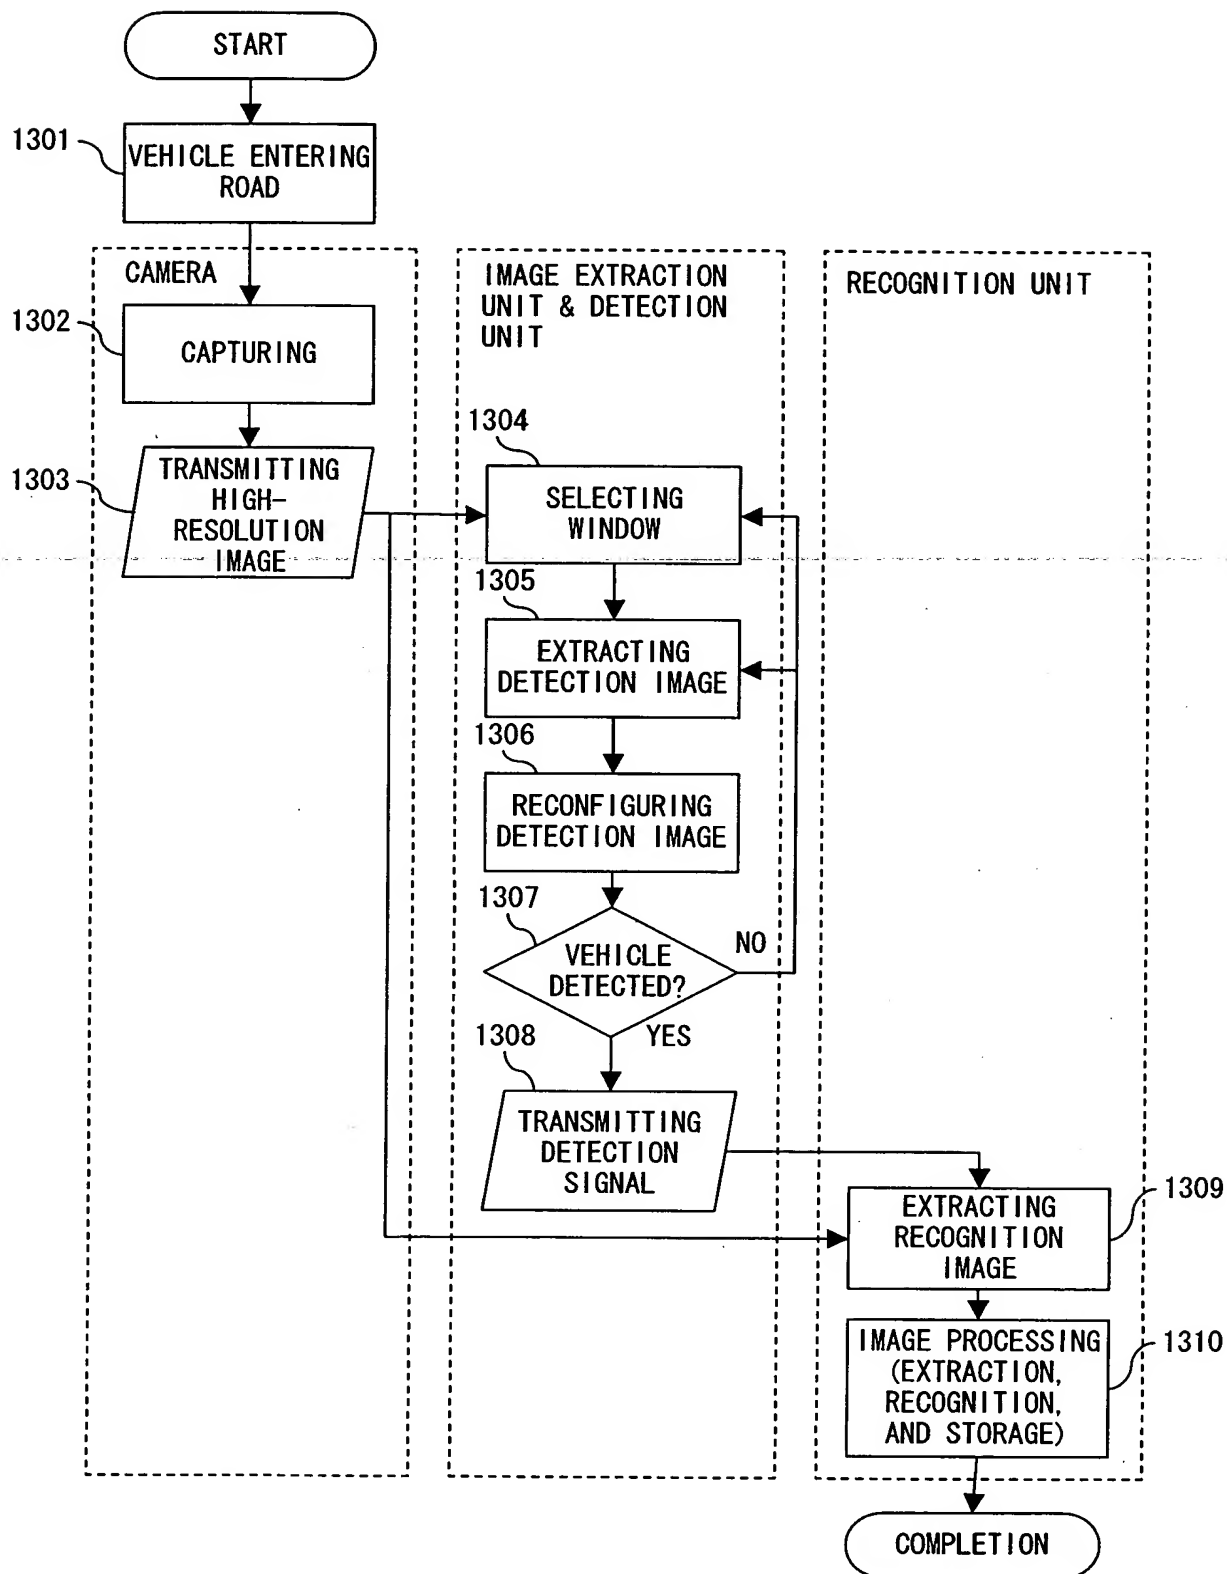 START
1301
VEHICLE ENTERING
ROAD
CAMERA
1302
CAPTURING
1303
TRANSMITTING
HIGH-
RESOLUTION
IMAGE
IMAGE EXTRACTION
UNIT & DETECTION
UNIT
1304
SELECTING
WINDOW
1305
EXTRACTING
DETECTION IMAGE
1306
RECONFIGURING
DETECTION IMAGE
1307
VEHICLE
DETECTED?
NO
YES
1308
TRANSMITTING
DETECTION
SIGNAL
RECOGNITION UNIT
1309
EXTRACTING
RECOGNITION
IMAGE
1310
IMAGE PROCESSING
(EXTRACTION,
RECOGNITION,
AND STORAGE)
COMPLETION